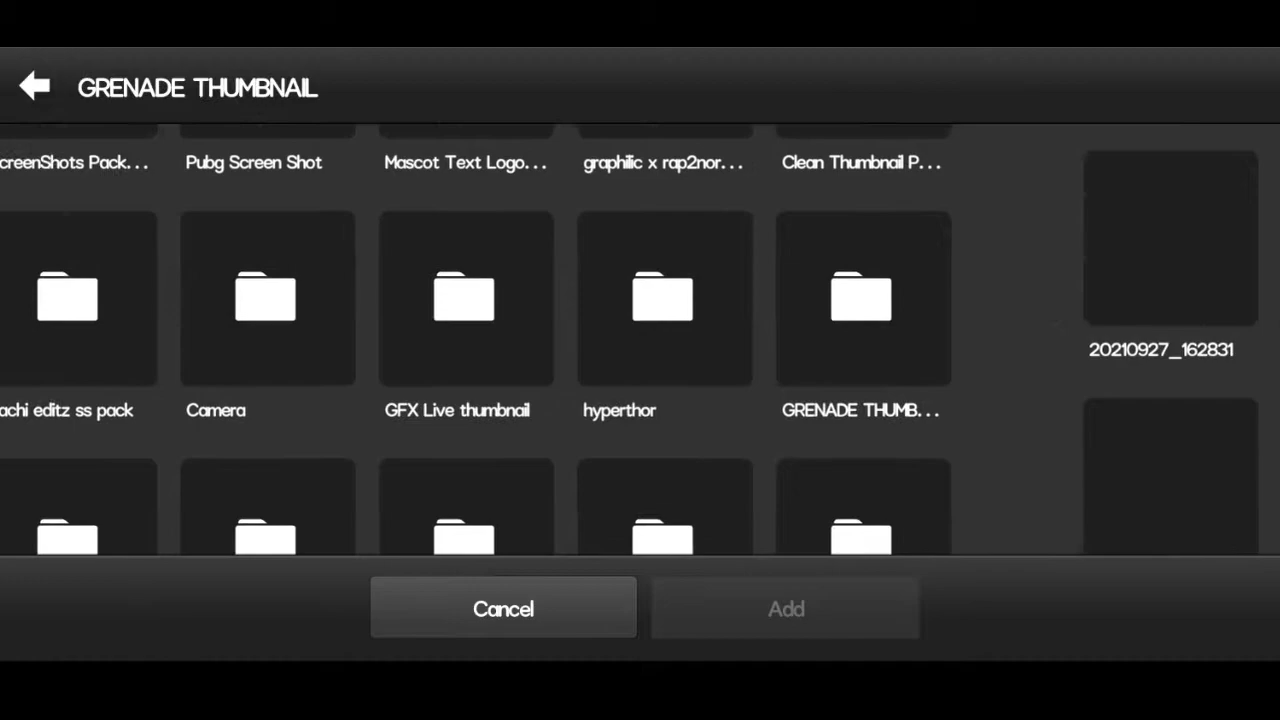 GRENADE THUMBNAIL
creenShots Pack... Pubg Screen Shot Mascot Text Logo... graphilic x rap2nor... Clean Thumbnail P...
20210927_162831
achi editz ss pack Camera GFX Live thumbnail hyperthor GRENADE THUMB...
Cancel Add